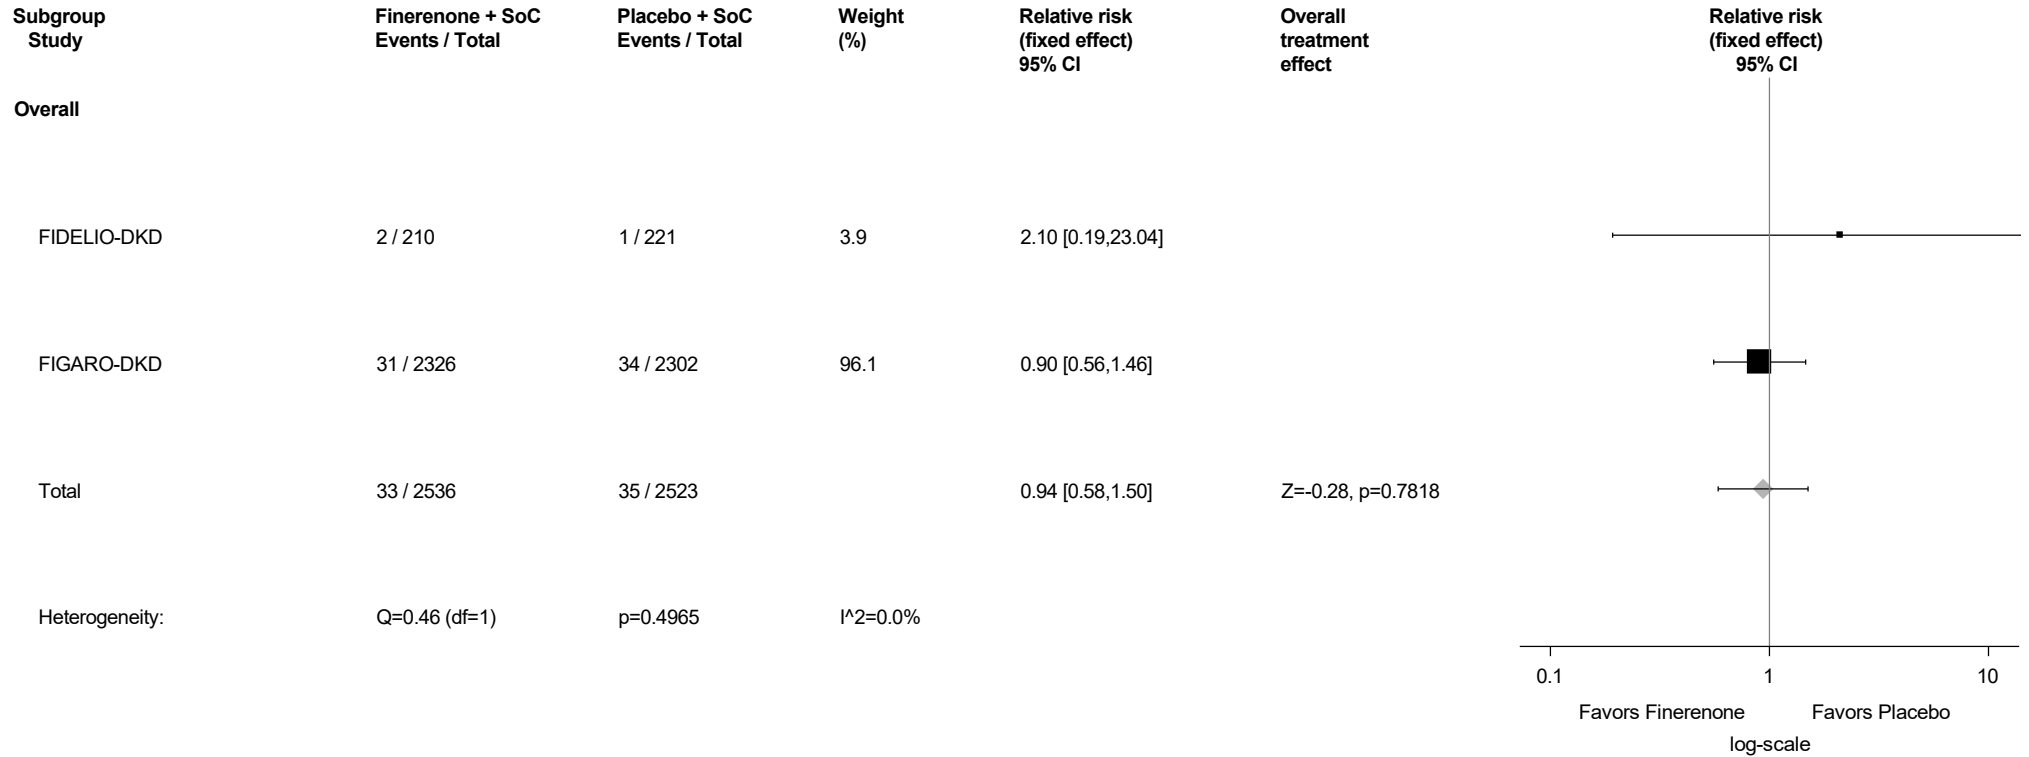 Subgroup Finerenone + SoC Placebo + SoC Weight Relative risk Overall Relative risk
Study Events / Total Events / Total (%) (fixed effect) treatment (fixed effect)
95% CI effect 95% CI
Overall
FIDELIO-DKD 2 / 210 1 / 221 3.9 2.10 [0.19,23.04]
FIGARO-DKD 31 / 2326 34 / 2302 96.1 0.90 [0.56,1.46]
Total 33 / 2536 35 / 2523 0.94 [0.58,1.50] Z=-0.28, p=0.7818
Heterogeneity: Q=0.46 (df=1) p=0.4965 I^2=0.0%
0.1 1 10
Favors Finerenone Favors Placebo
log-scale